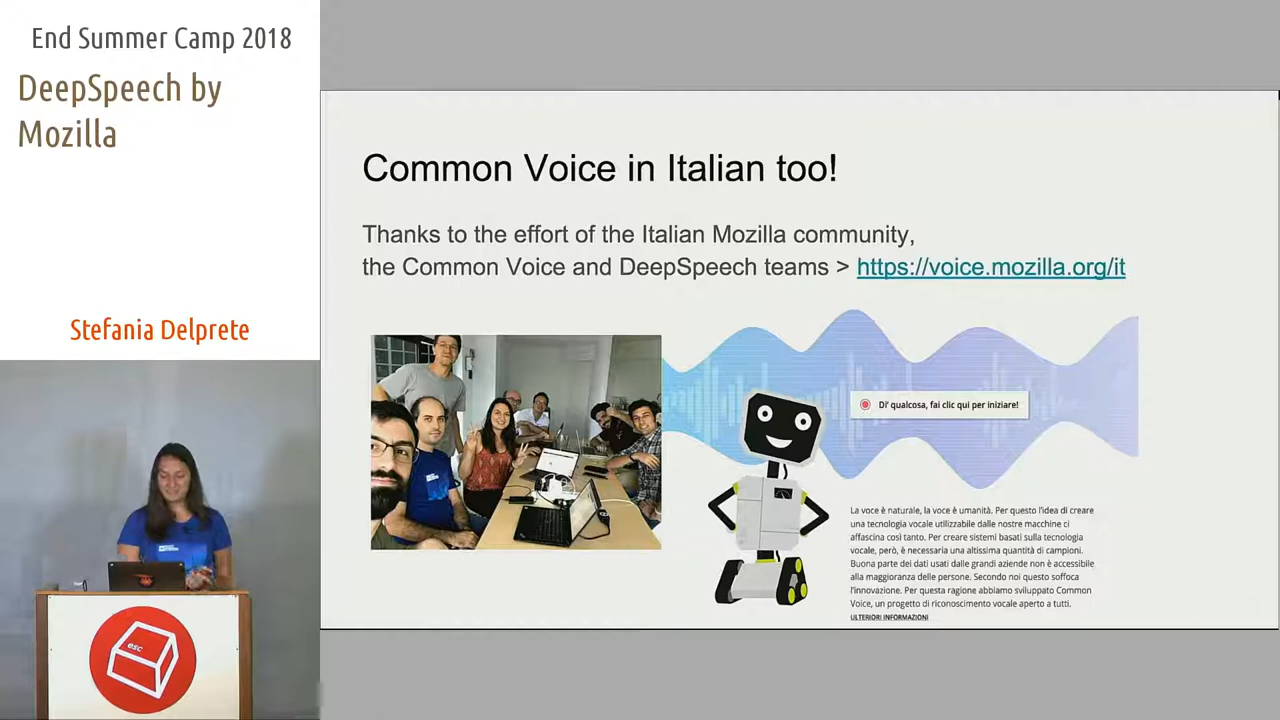 End Summer Camp 2018
DeepSpeech by
Mozilla
Stefania Delprete
esc
Common Voice in Italian too!
Thanks to the effort of the Italian Mozilla community,
the Common Voice and DeepSpeech teams > https://voice.mozilla.org/it
Di' qualcosa, fai clic qui per iniziare!
La voce è naturale, la voce è umanità. Per questo l'idea di creare
una tecnologia vocale utilizzabile dalle nostre macchine ci
affascina così tanto. Per creare sistemi basati sulla tecnologia
vocale, però, è necessaria una altissima quantità di campioni.
Buona parte dei dati usati dalle grandi aziende non è accessibile
alla maggioranza delle persone. Secondo noi questo soffoca
l'innovazione. Per questa ragione abbiamo sviluppato Common
Voice, un progetto di riconoscimento vocale aperto a tutti.
ULTERIORI INFORMAZIONI